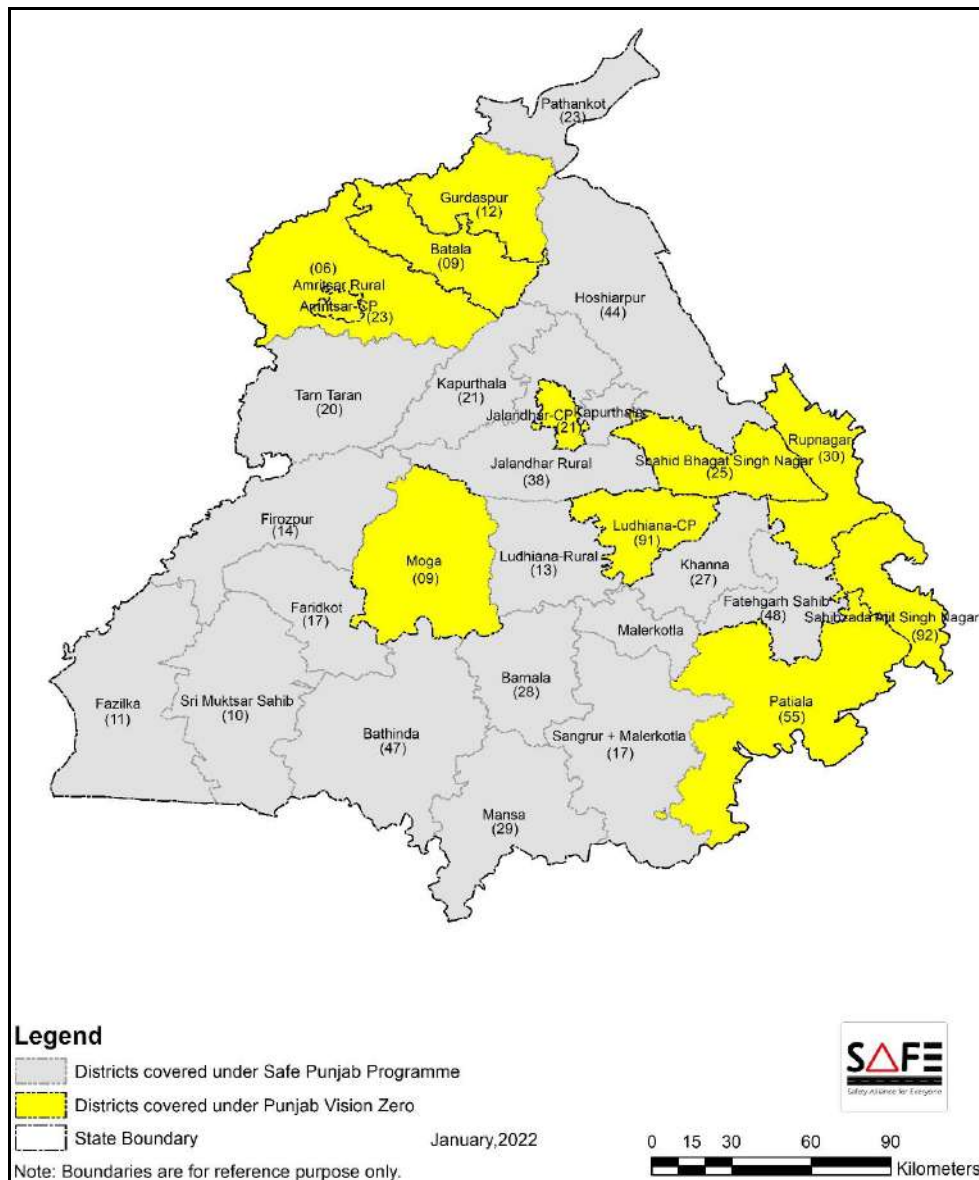 Pathankot
(23)
Gurdaspur
(12)
Batala
(09)
(06)
Amritsar Rural
Amritsar-CP
(23)
Hoshiarpur
(44)
Tarn Taran
(20)
Kapurthala
(21)
Jalandhar-CP
(21)
Kapurthala
Rupnagar
(30)
Shahid Bhagat Singh Nagar
(25)
Jalandhar Rural
(38)
Firozpur
(14)
Moga
(09)
Ludhiana-Rural
(13)
Ludhiana-CP
(91)
Khanna
(27)
Fatehgarh Sahib
(48)
Sahibzada Ajit Singh Nagar
(92)
Faridkot
(17)
Malerkotla
Fazilka
(11)
Sri Muktsar Sahib
(10)
Bathinda
(47)
Barnala
(28)
Sangrur + Malerkotla
(17)
Patiala
(55)
Mansa
(29)
Legend
Districts covered under Safe Punjab Programme
Districts covered under Punjab Vision Zero
State Boundary
January,2022
Note: Boundaries are for reference purpose only.
SAFE
Safety Alliance for Everyone
0 15 30 60 90
Kilometers